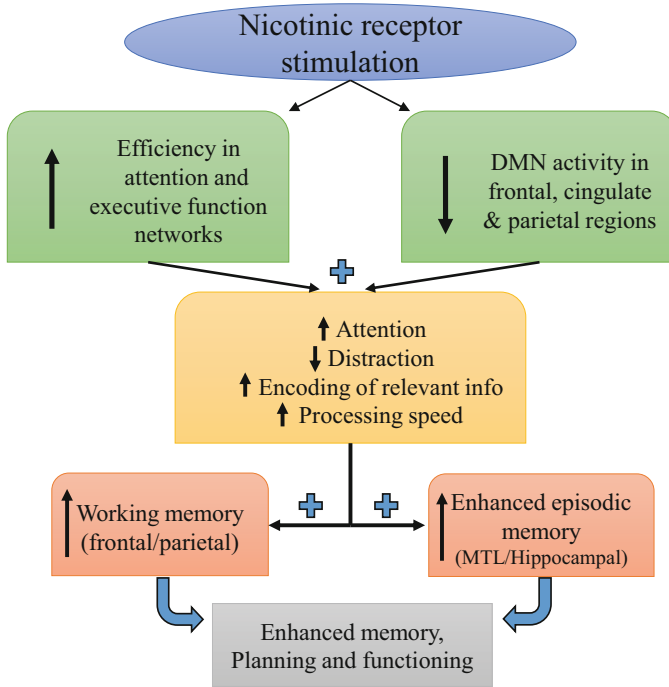 Nicotinic receptor
stimulation
Efficiency in
attention and
executive function
networks
DMN activity in
frontal, cingulate
& parietal regions
Attention
Distraction
Encoding of relevant info
Processing speed
Working memory
(frontal/parietal)
Enhanced episodic
memory
(MTL/Hippocampal)
Enhanced memory,
Planning and functioning